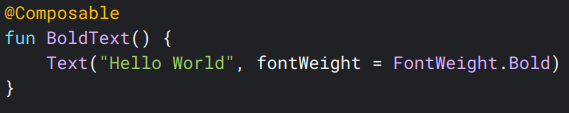 @Composable
fun BoldText() {
    Text("Hello World", fontWeight = FontWeight.Bold)
}